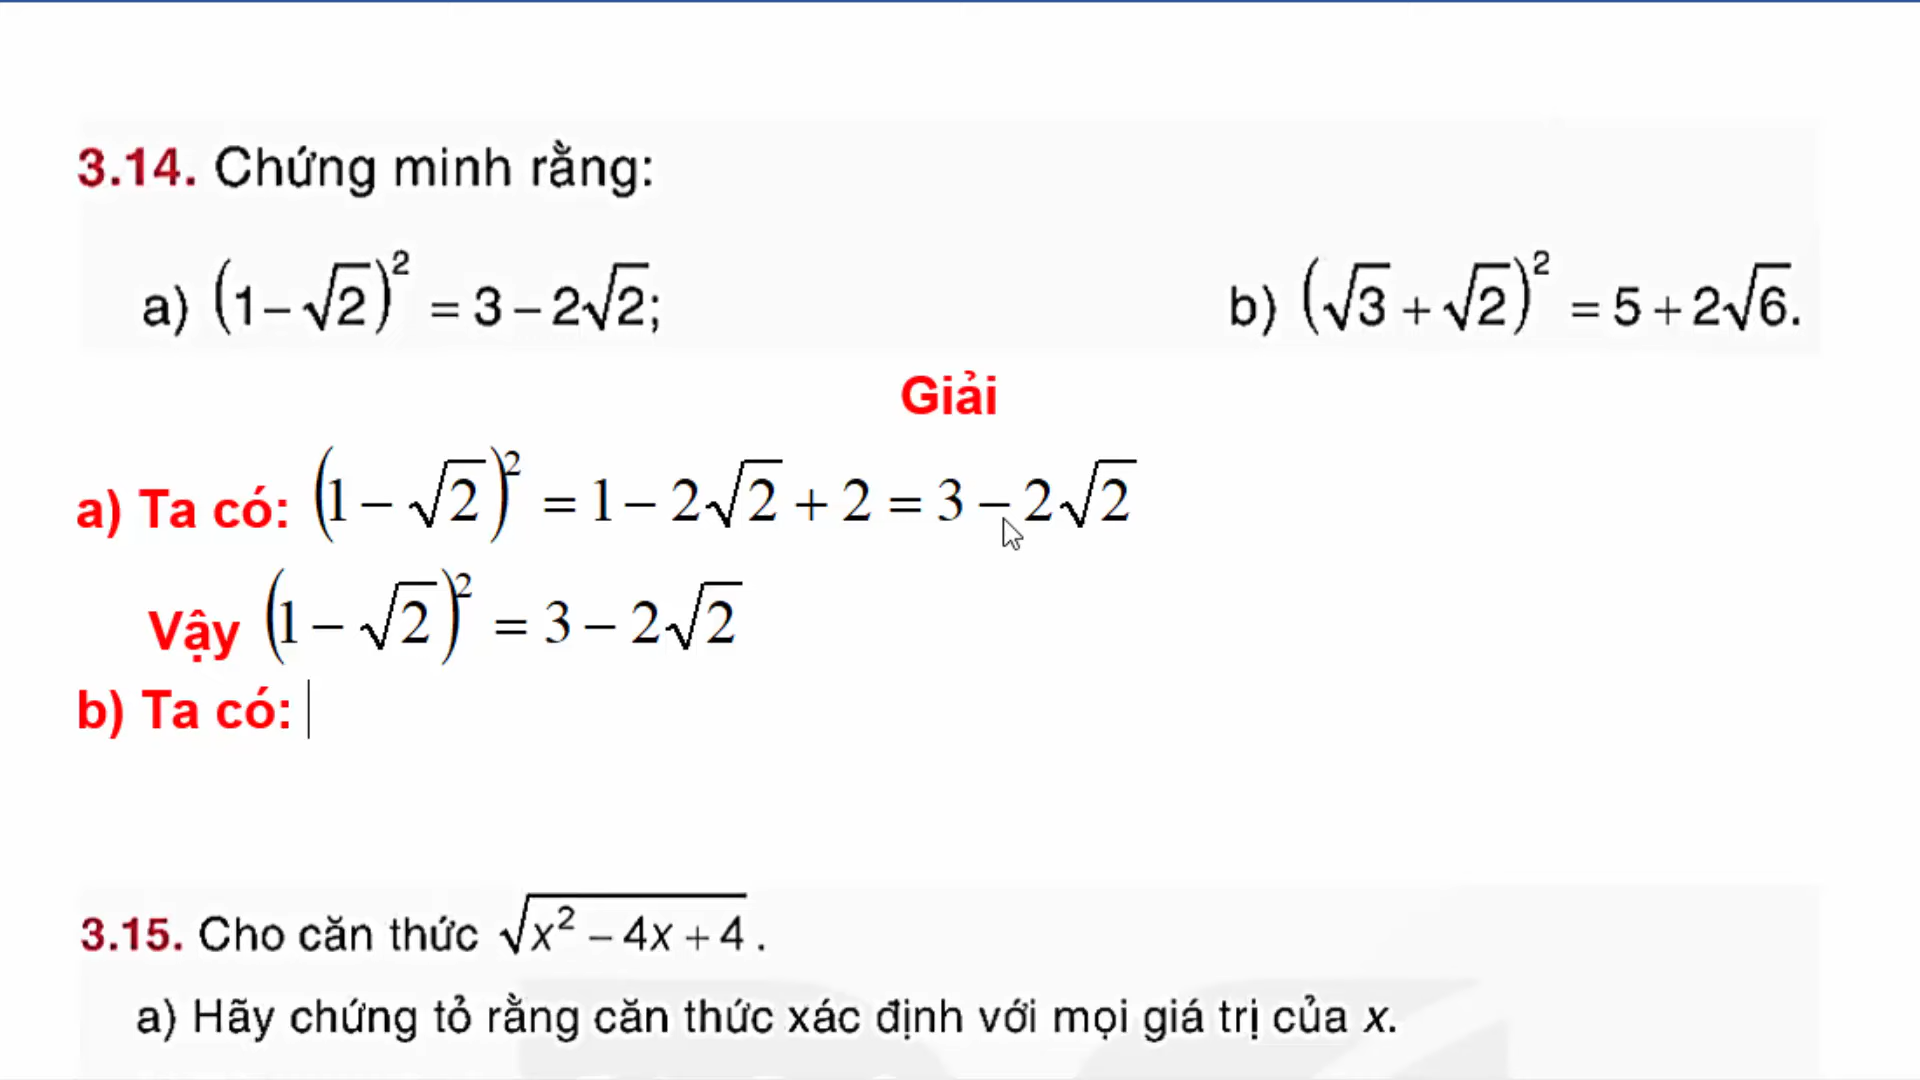 3.14. Chứng minh rằng:
a) (1 – √2)² = 3 – 2√2; b) (√3 + √2)² = 5 + 2√6.
Giải
a) Ta có: (1 – √2)² = 1 – 2√2 + 2 = 3 – 2√2
Vậy (1 – √2)² = 3 – 2√2
b) Ta có:
3.15. Cho căn thức √(x² – 4x + 4) .
a) Hãy chứng tỏ rằng căn thức xác định với mọi giá trị của x.